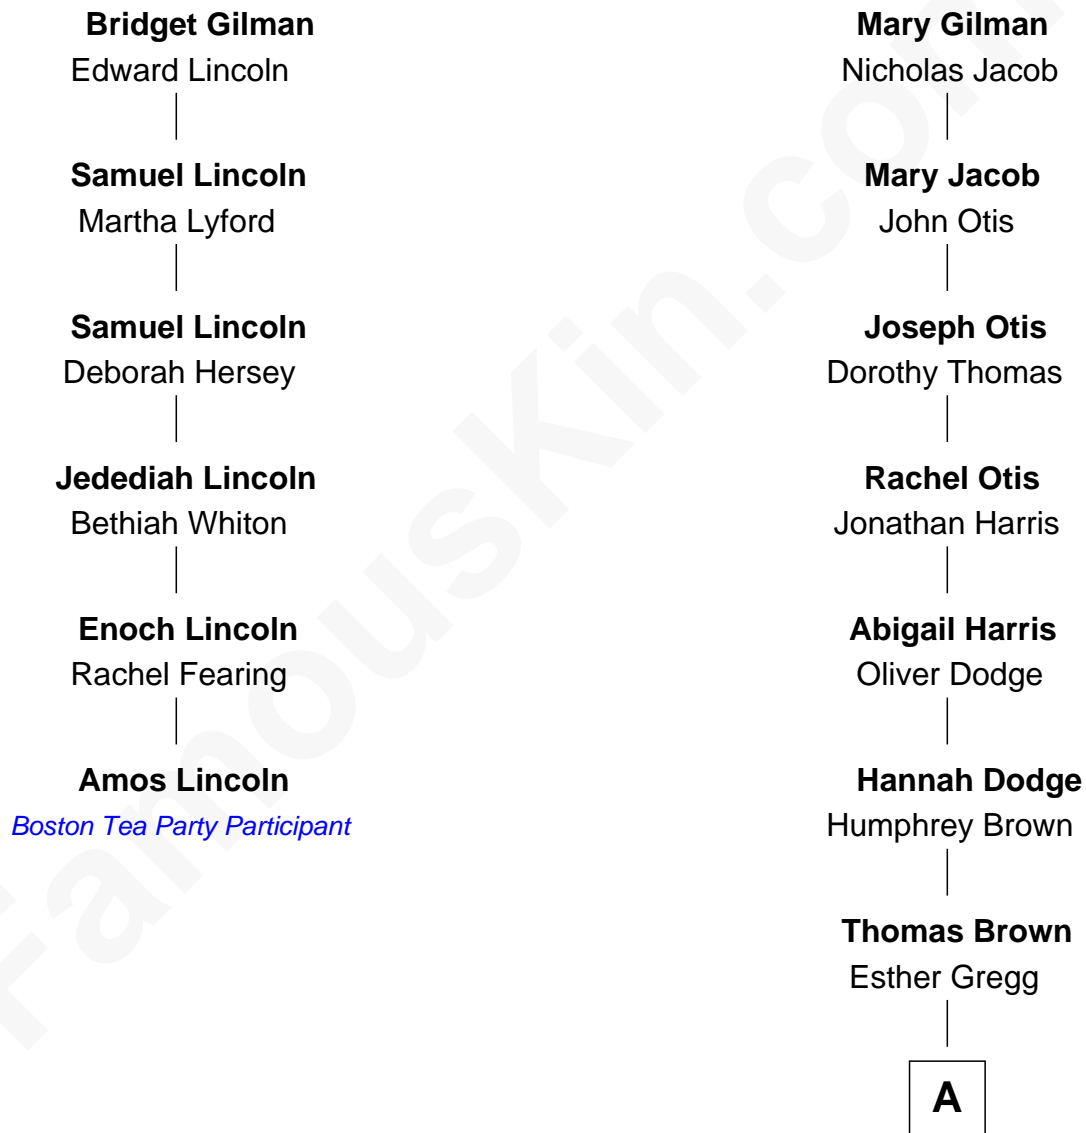 Bridget Gilman
Edward Lincoln
Samuel Lincoln
Martha Lyford
Samuel Lincoln
Deborah Hersey
Jedediah Lincoln
Bethiah Whiton
Enoch Lincoln
Rachel Fearing
Amos Lincoln
Boston Tea Party Participant
Mary Gilman
Nicholas Jacob
Mary Jacob
John Otis
Joseph Otis
Dorothy Thomas
Rachel Otis
Jonathan Harris
Abigail Harris
Oliver Dodge
Hannah Dodge
Humphrey Brown
Thomas Brown
Esther Gregg
A
FamousKin.com